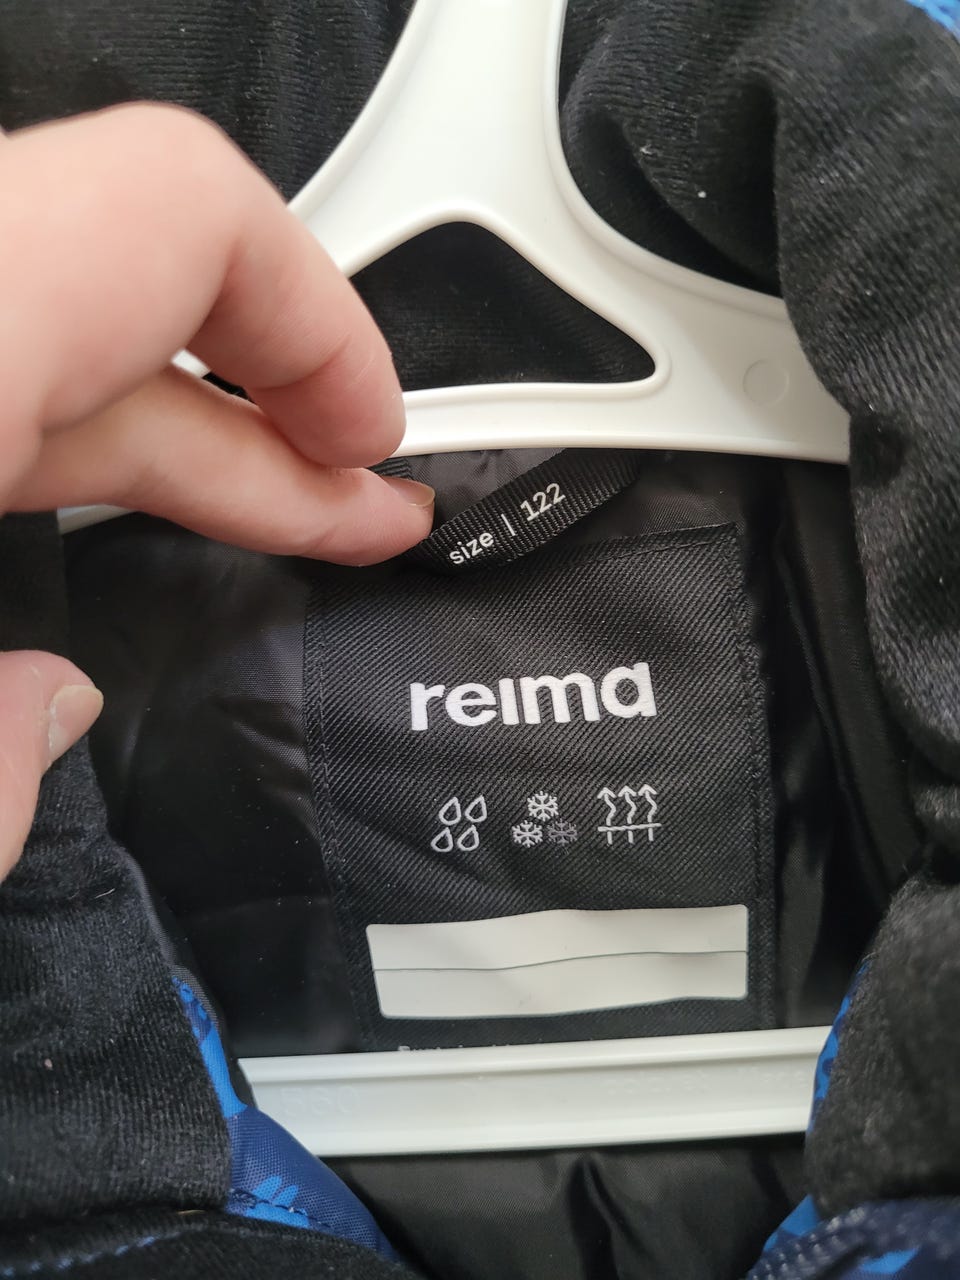 size | 122
reima